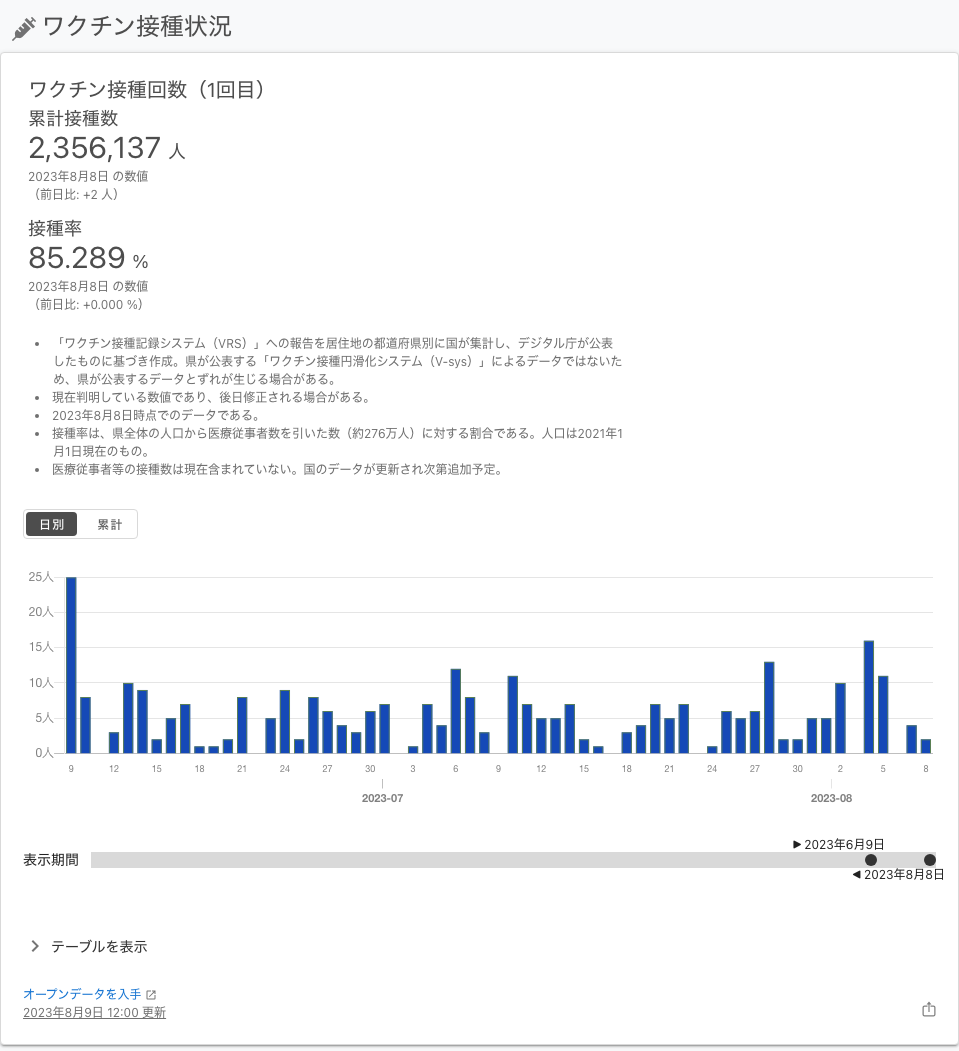 ワクチン接種状況
ワクチン接種回数（1回目）
累計接種数
2,356,137 人
2023年8月8日 の数値
（前日比: +2 人）
接種率
85.289 %
2023年8月8日 の数値
（前日比: +0.000 %）
• 「ワクチン接種記録システム（VRS）」への報告を居住地の都道府県別に国が集計し、デジタル庁が公表
したものに基づき作成。県が公表する「ワクチン接種円滑化システム（V-sys）」によるデータではないた
め、県が公表するデータとずれが生じる場合がある。
• 現在判明している数値であり、後日修正される場合がある。
• 2023年8月8日時点でのデータである。
• 接種率は、県全体の人口から医療従事者数を引いた数（約276万人）に対する割合である。人口は2021年1
月1日現在のもの。
• 医療従事者等の接種数は現在含まれていない。国のデータが更新され次第追加予定。
日別 累計
25人
20人
15人
10人
5人
0人
9 12 15 18 21 24 27 30 3 6 9 12 15 18 21 24 27 30 2 5 8
2023-07 2023-08
▶ 2023年6月9日
表示期間
◀ 2023年8月8日
テーブルを表示
オープンデータを入手
2023年8月9日 12:00 更新